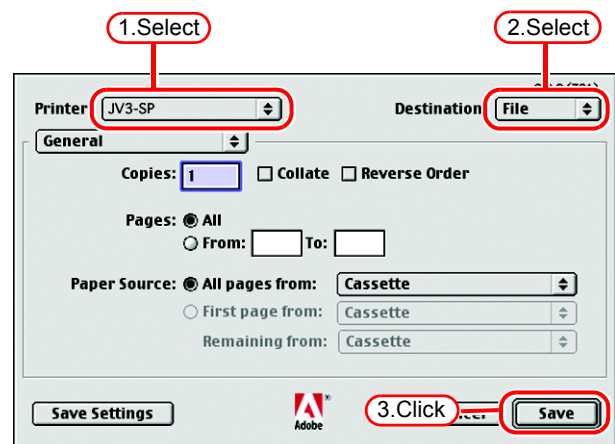 1.Select
2.Select
Printer JV3-SP Destination File
General
Copies: 1 Collate Reverse Order
Pages: All
From: To:
Paper Source: All pages from: Cassette
First page from: Cassette
Remaining from: Cassette
Save Settings
Adobe
3.Click
Save